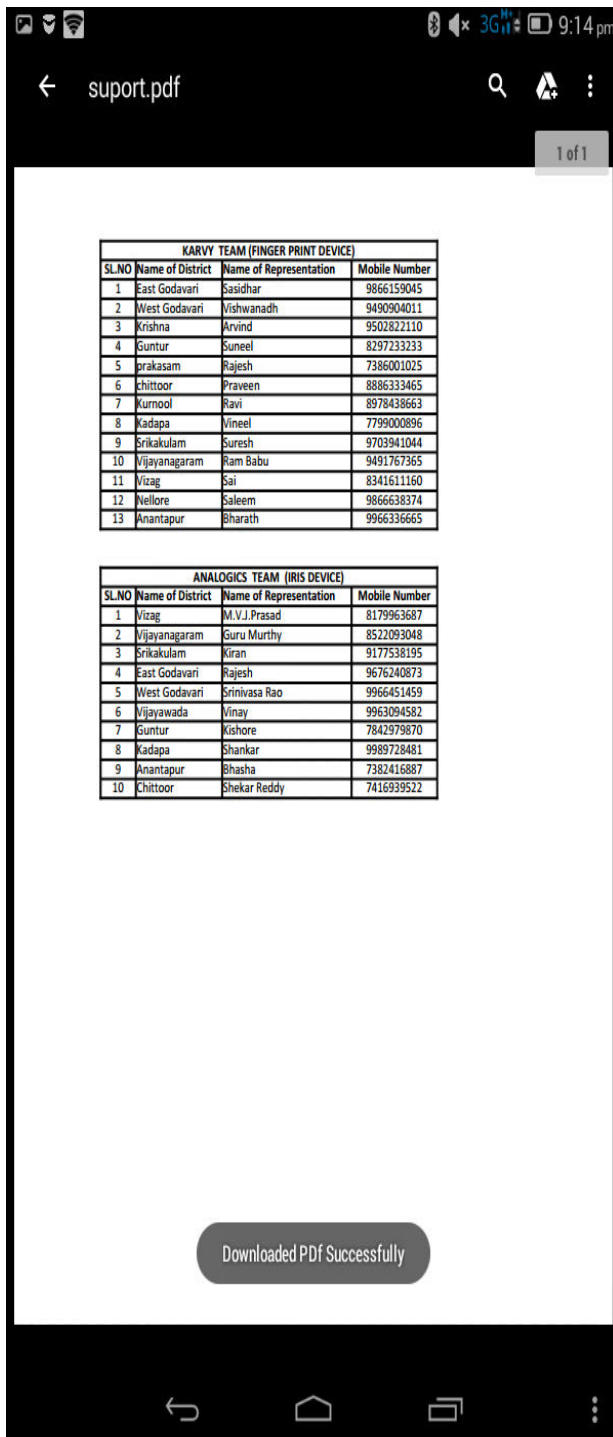 3G H+ 9:14 pm
suport.pdf
1 of 1
KARVY TEAM (FINGER PRINT DEVICE)
SL.NO Name of District Name of Representation Mobile Number
1 East Godavari Sasidhar 9866159045
2 West Godavari Vishwanadh 9490904011
3 Krishna Arvind 9502822110
4 Guntur Suneel 8297233233
5 prakasam Rajesh 7386001025
6 chittoor Praveen 8886333465
7 Kurnool Ravi 8978438663
8 Kadapa Vineel 7799000896
9 Srikakulam Suresh 9703941044
10 Vijayanagaram Ram Babu 9491767365
11 Vizag Sai 8341611160
12 Nellore Saleem 9866638374
13 Anantapur Bharath 9966336665
ANALOGICS TEAM (IRIS DEVICE)
SL.NO Name of District Name of Representation Mobile Number
1 Vizag M.V.J.Prasad 8179963687
2 Vijayanagaram Guru Murthy 8522093048
3 Srikakulam Kiran 9177538195
4 East Godavari Rajesh 9676240873
5 West Godavari Srinivasa Rao 9966451459
6 Vijayawada Vinay 9963094582
7 Guntur Kishore 7842979870
8 Kadapa Shankar 9989728481
9 Anantapur Bhasha 7382416887
10 Chittoor Shekar Reddy 7416939522
Downloaded PDf Successfully